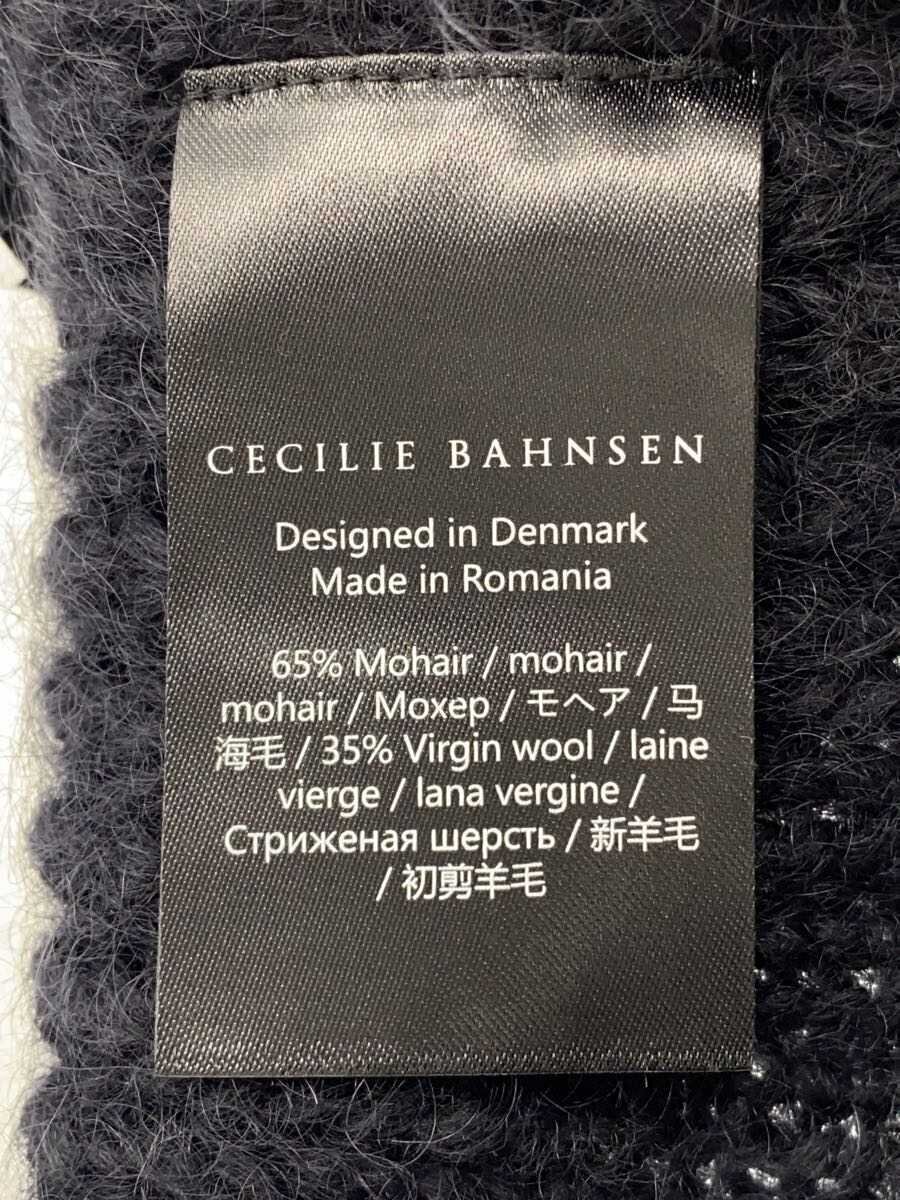 CECILIE BAHNSEN
Designed in Denmark
Made in Romania
65% Mohair / mohair /
mohair / Мохер / モヘア / 马
海毛 / 35% Virgin wool / laine
vierge / lana vergine /
Стриженая шерсть / 新羊毛
/ 初剪羊毛